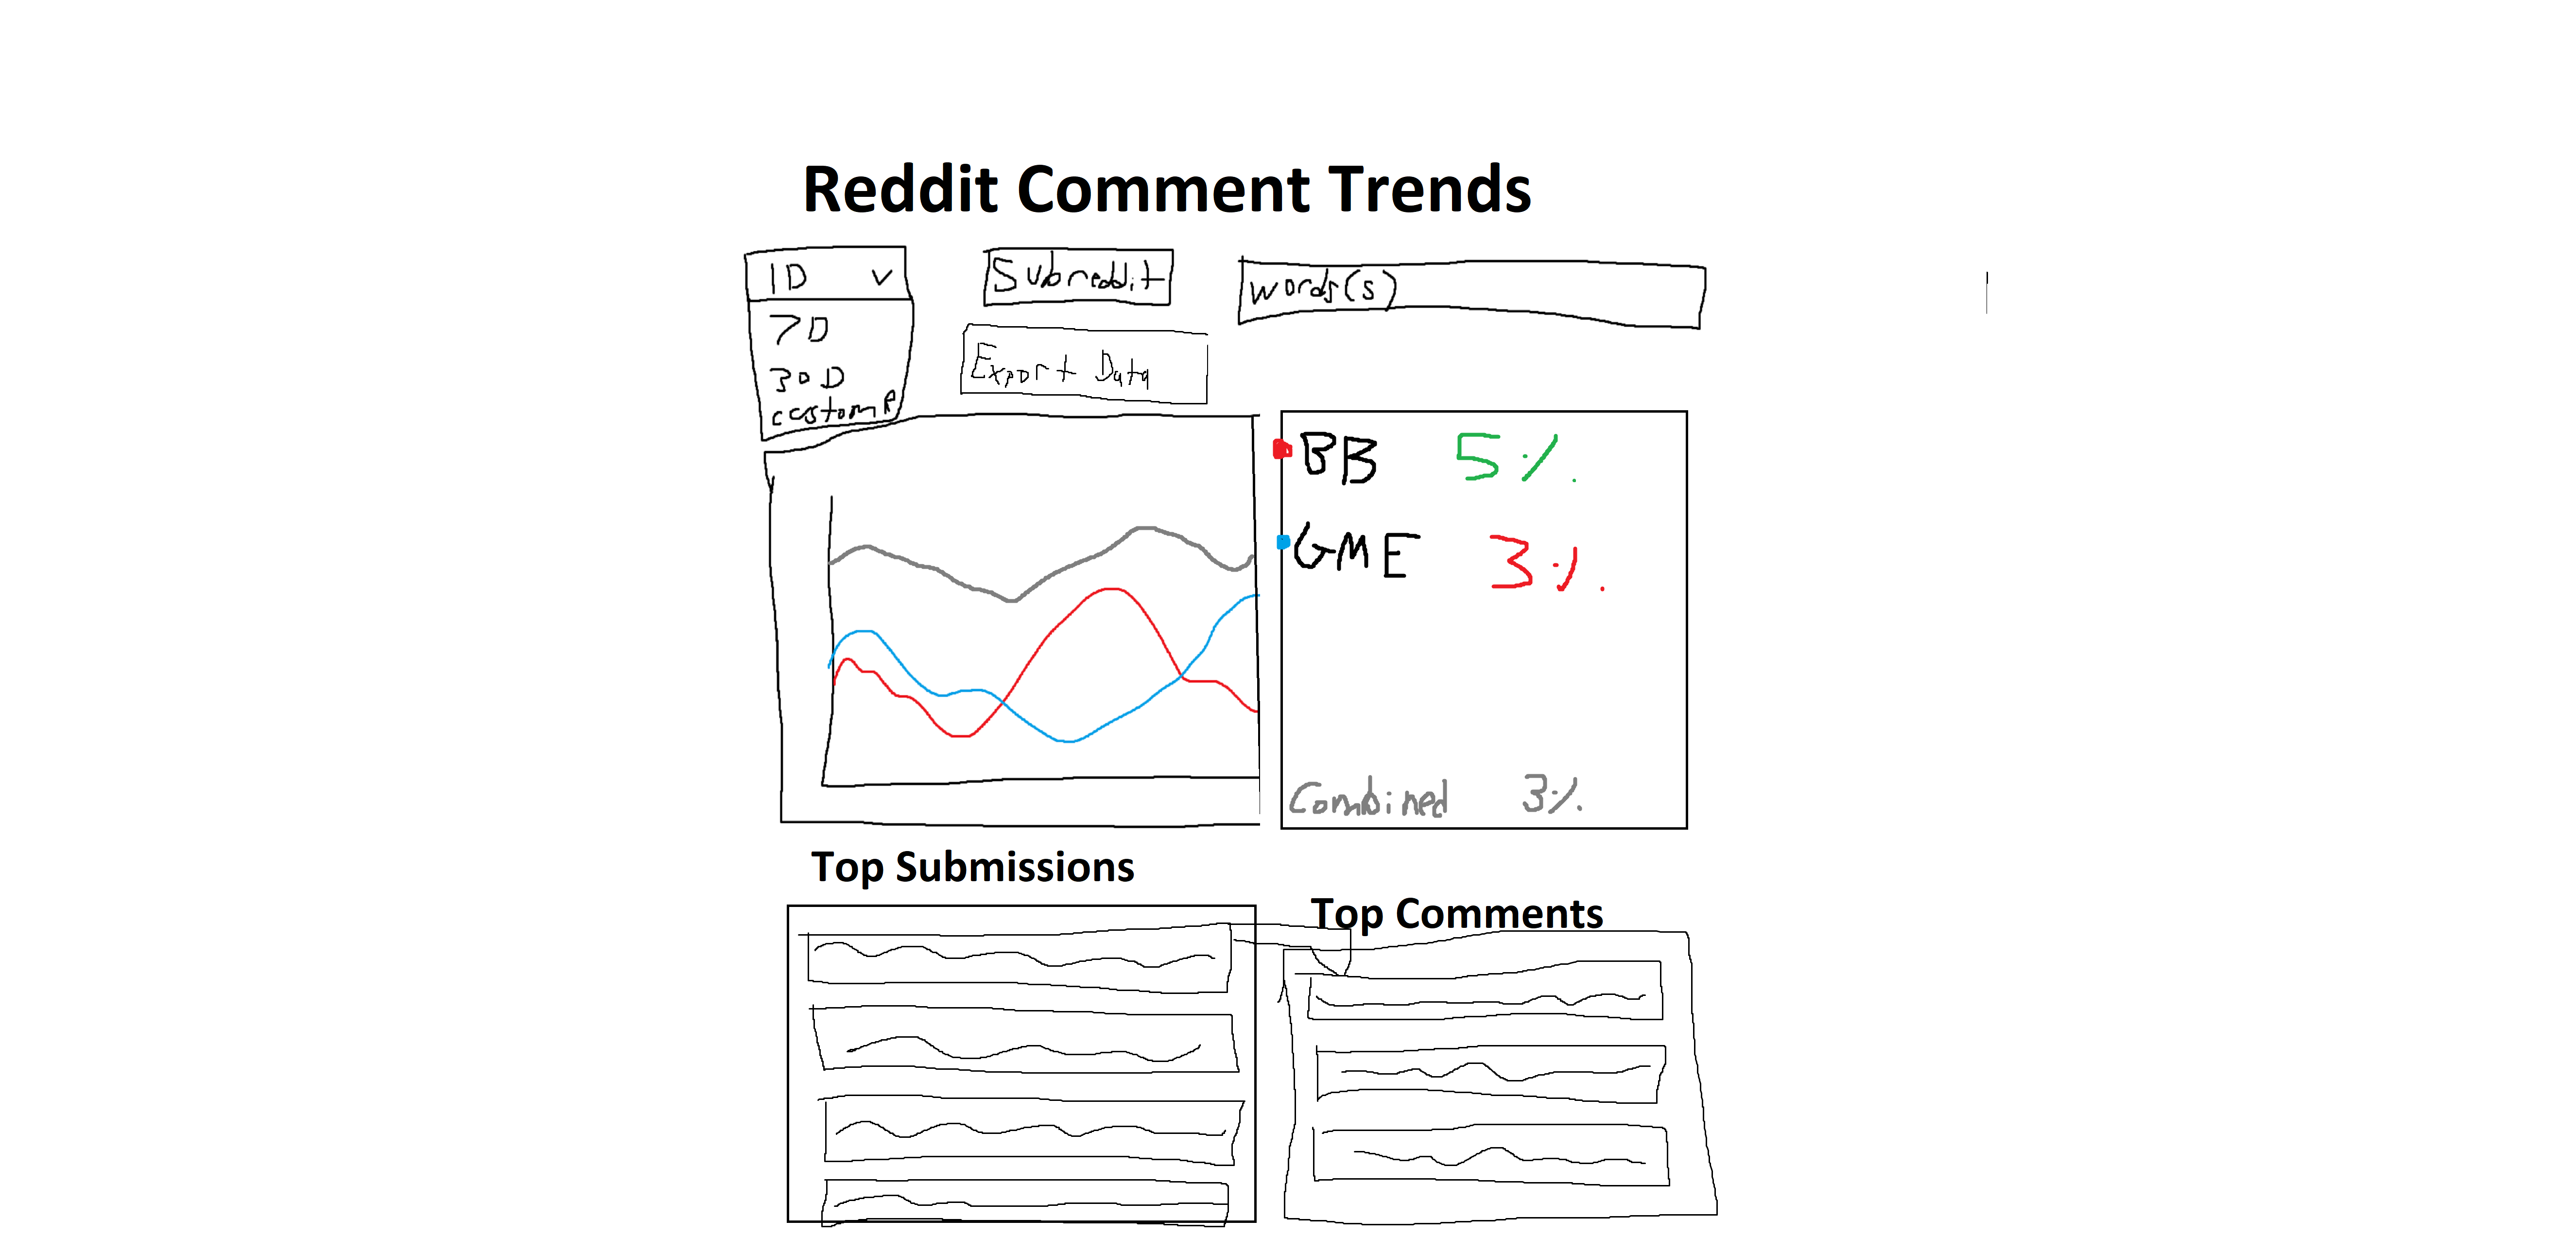 Reddit Comment Trends
1D v
Subreddit
words(s)
7D
30D
customR
Export Data
BB 5%.
GME 3%.
Combined 3%.
Top Submissions
Top Comments